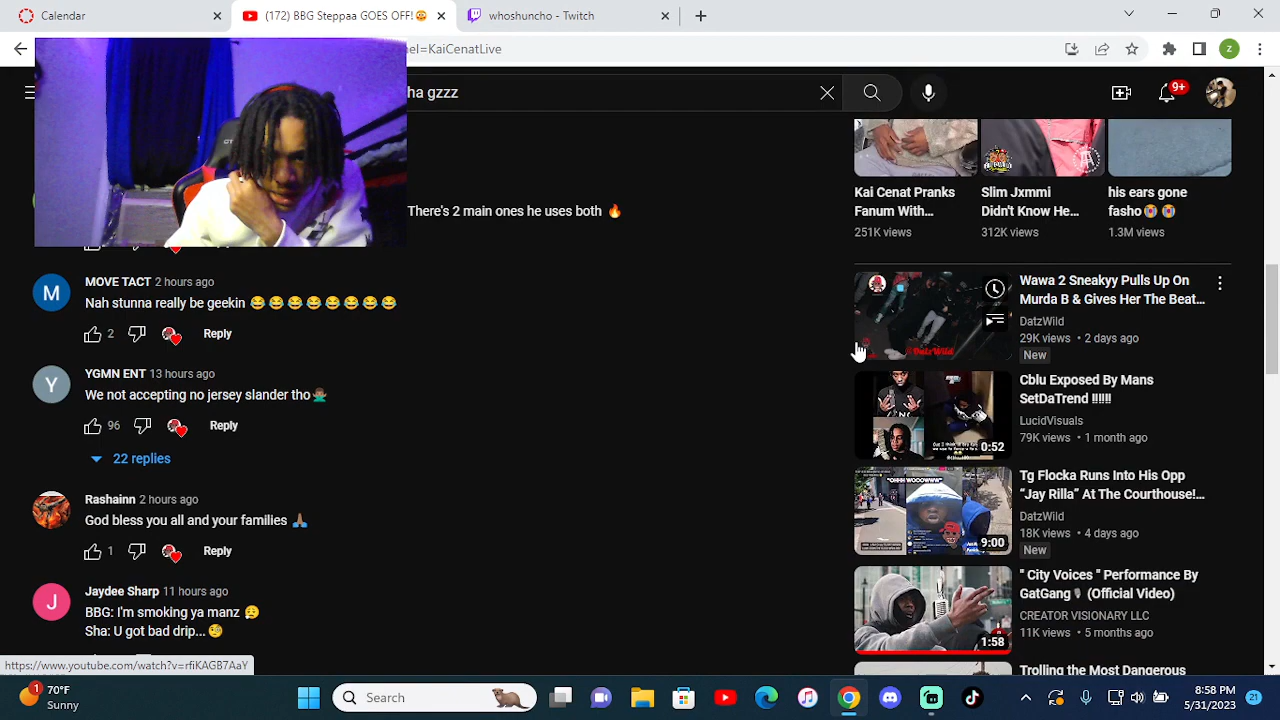 Calendar
(172) BBG Steppa GOES OFF!
whoshuncho - Twitch
el=KaiCenatLive
z
ha gzzz
9+
There's 2 main ones he uses both 🔥
Kai Cenat Pranks
Fanum With...
251K views
Slim Jxmmi
Didn't Know He...
312K views
his ears gone
fasho😭😭
1.3M views
M
MOVE TACT 2 hours ago
Nah stunna really be geekin 😂😂😂😂😂😂😂😂
2
Reply
Y
YGMN ENT 13 hours ago
We not accepting no jersey slander tho🙅🏽‍♂️
96
Reply
22 replies
Rashainn 2 hours ago
God bless you all and your families 🙏🏽
1
Reply
J
Jaydee Sharp 11 hours ago
BBG: I'm smoking ya manz 😮‍💨
Sha: U got bad drip...🧐
Wawa 2 Sneakyy Pulls Up On
Murda B & Gives Her The Beat...
DatzWild
29K views • 2 days ago
New
Cblu Exposed By Mans
SetDaTrend !!!!!!
LucidVisuals
79K views • 1 month ago
0:52
Tg Flocka Runs Into His Opp
“Jay Rilla” At The Courthouse!...
DatzWild
18K views • 4 days ago
New
"OHHH WOOOWWW"
9:00
" City Voices " Performance By
GatGang🎙 (Official Video)
CREATOR VISIONARY LLC
11K views • 5 months ago
1:58
Trolling the Most Dangerous
https://www.youtube.com/watch?v=rfiKAGB7AaY
1
70°F
Sunny
Search
5/31/2023
21